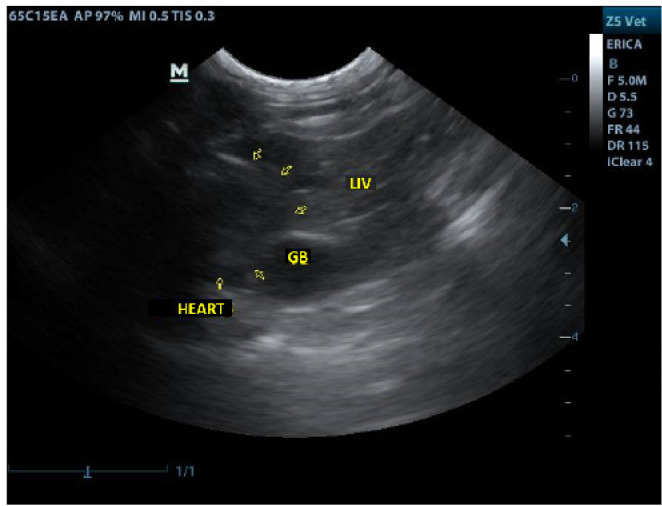 65C15EA AP 97% MI 0.5 TIS 0.3
Z5 Vet
ERICA
B
F 5.0M
D 5.5
G 73
FR 44
DR 115
iClear 4
M
0
LIV
2
GB
HEART
4
1/1